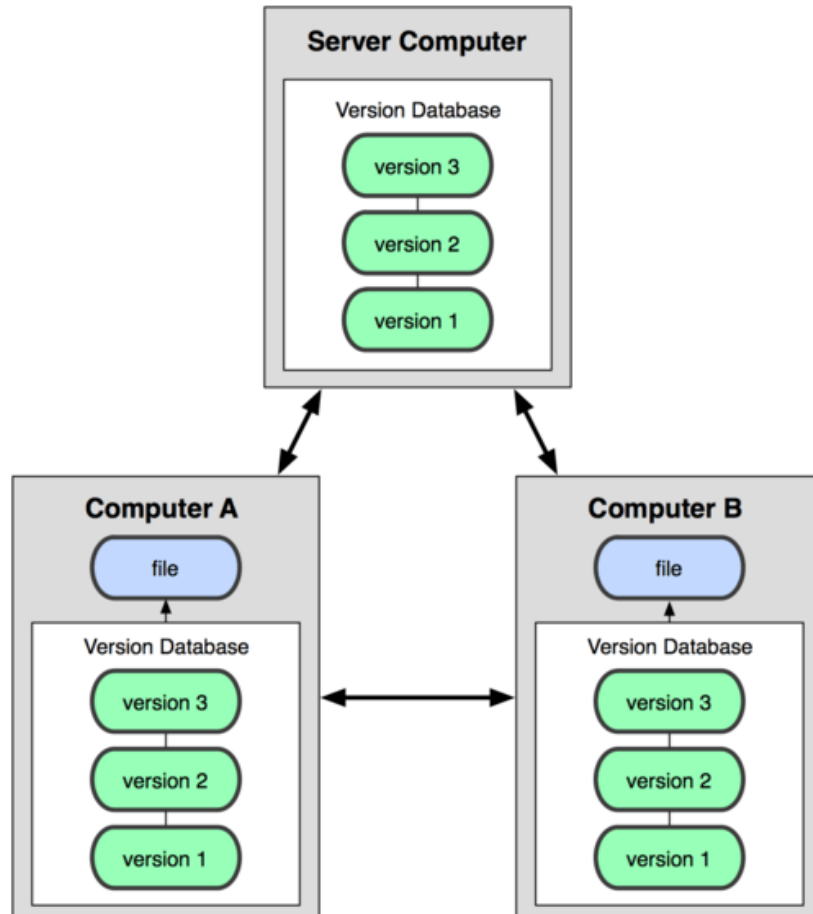 Server Computer
Version Database
version 3
version 2
version 1
Computer A
file
Version Database
version 3
version 2
version 1
Computer B
file
Version Database
version 3
version 2
version 1